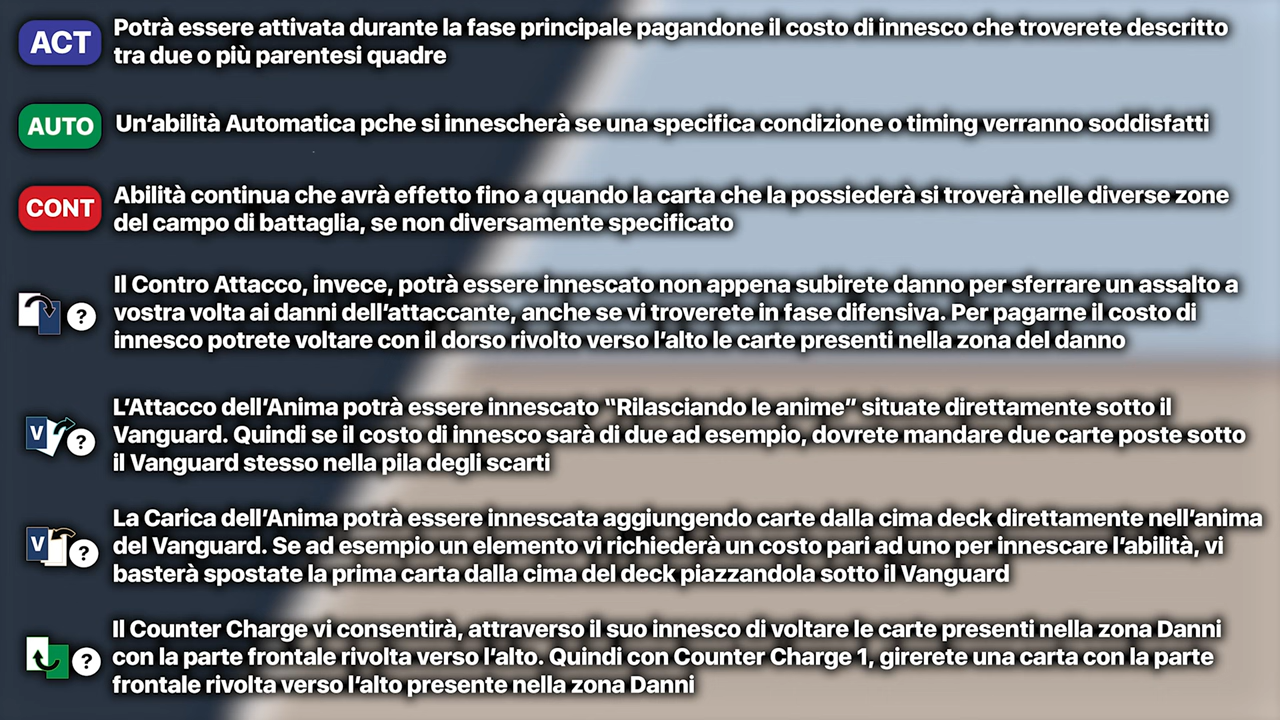 ACT
Potrà essere attivata durante la fase principale pagandone il costo di innesco che troverete descritto
tra due o più parentesi quadre
AUTO
Un'abilità Automatica pche si innescherà se una specifica condizione o timing verranno soddisfatti
CONT
Abilità continua che avrà effetto fino a quando la carta che la possiederà si troverà nelle diverse zone
del campo di battaglia, se non diversamente specificato
?
Il Contro Attacco, invece, potrà essere innescato non appena subirete danno per sferrare un assalto a
vostra volta ai danni dell'attaccante, anche se vi troverete in fase difensiva. Per pagarne il costo di
innesco potrete voltare con il dorso rivolto verso l'alto le carte presenti nella zona del danno
V ?
L'Attacco dell'Anima potrà essere innescato “Rilasciando le anime” situate direttamente sotto il
Vanguard. Quindi se il costo di innesco sarà di due ad esempio, dovrete mandare due carte poste sotto
il Vanguard stesso nella pila degli scarti
V ?
La Carica dell'Anima potrà essere innescata aggiungendo carte dalla cima deck direttamente nell'anima
del Vanguard. Se ad esempio un elemento vi richiederà un costo pari ad uno per innescare l'abilità, vi
basterà spostate la prima carta dalla cima del deck piazzandola sotto il Vanguard
?
Il Counter Charge vi consentirà, attraverso il suo innesco di voltare le carte presenti nella zona Danni
con la parte frontale rivolta verso l'alto. Quindi con Counter Charge 1, girerete una carta con la parte
frontale rivolta verso l'alto presente nella zona Danni